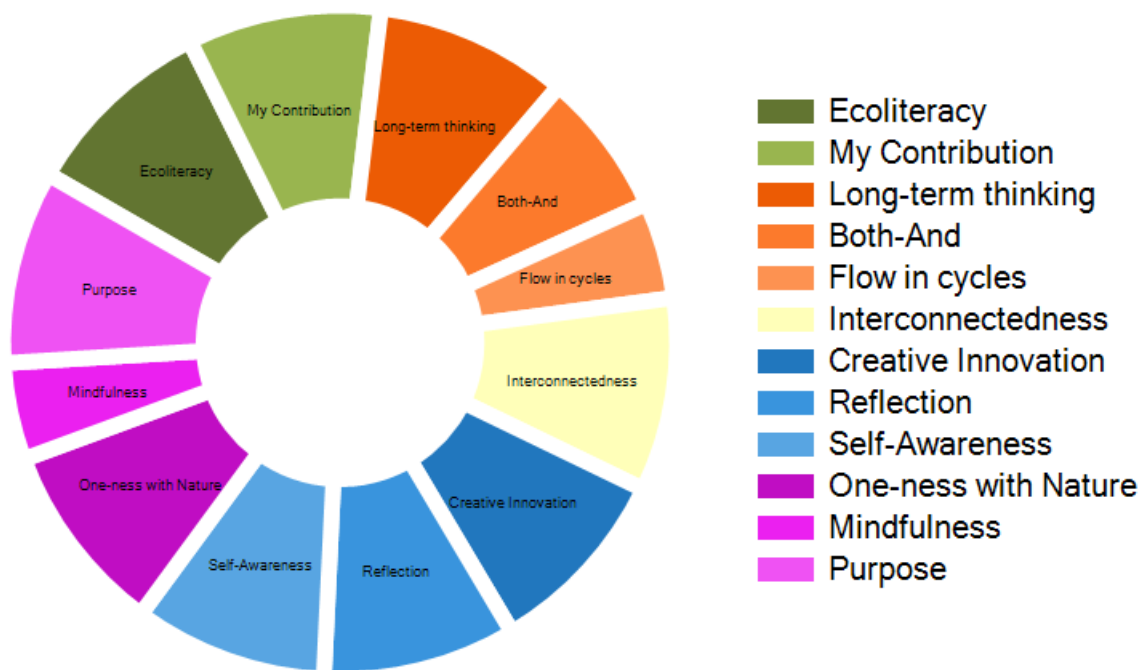 My Contribution
Long-term thinking
Ecoliteracy
Both-And
Flow in cycles
Purpose
Interconnectedness
Mindfulness
One-ness with Nature
Creative Innovation
Self-Awareness
Reflection
Ecoliteracy
My Contribution
Long-term thinking
Both-And
Flow in cycles
Interconnectedness
Creative Innovation
Reflection
Self-Awareness
One-ness with Nature
Mindfulness
Purpose